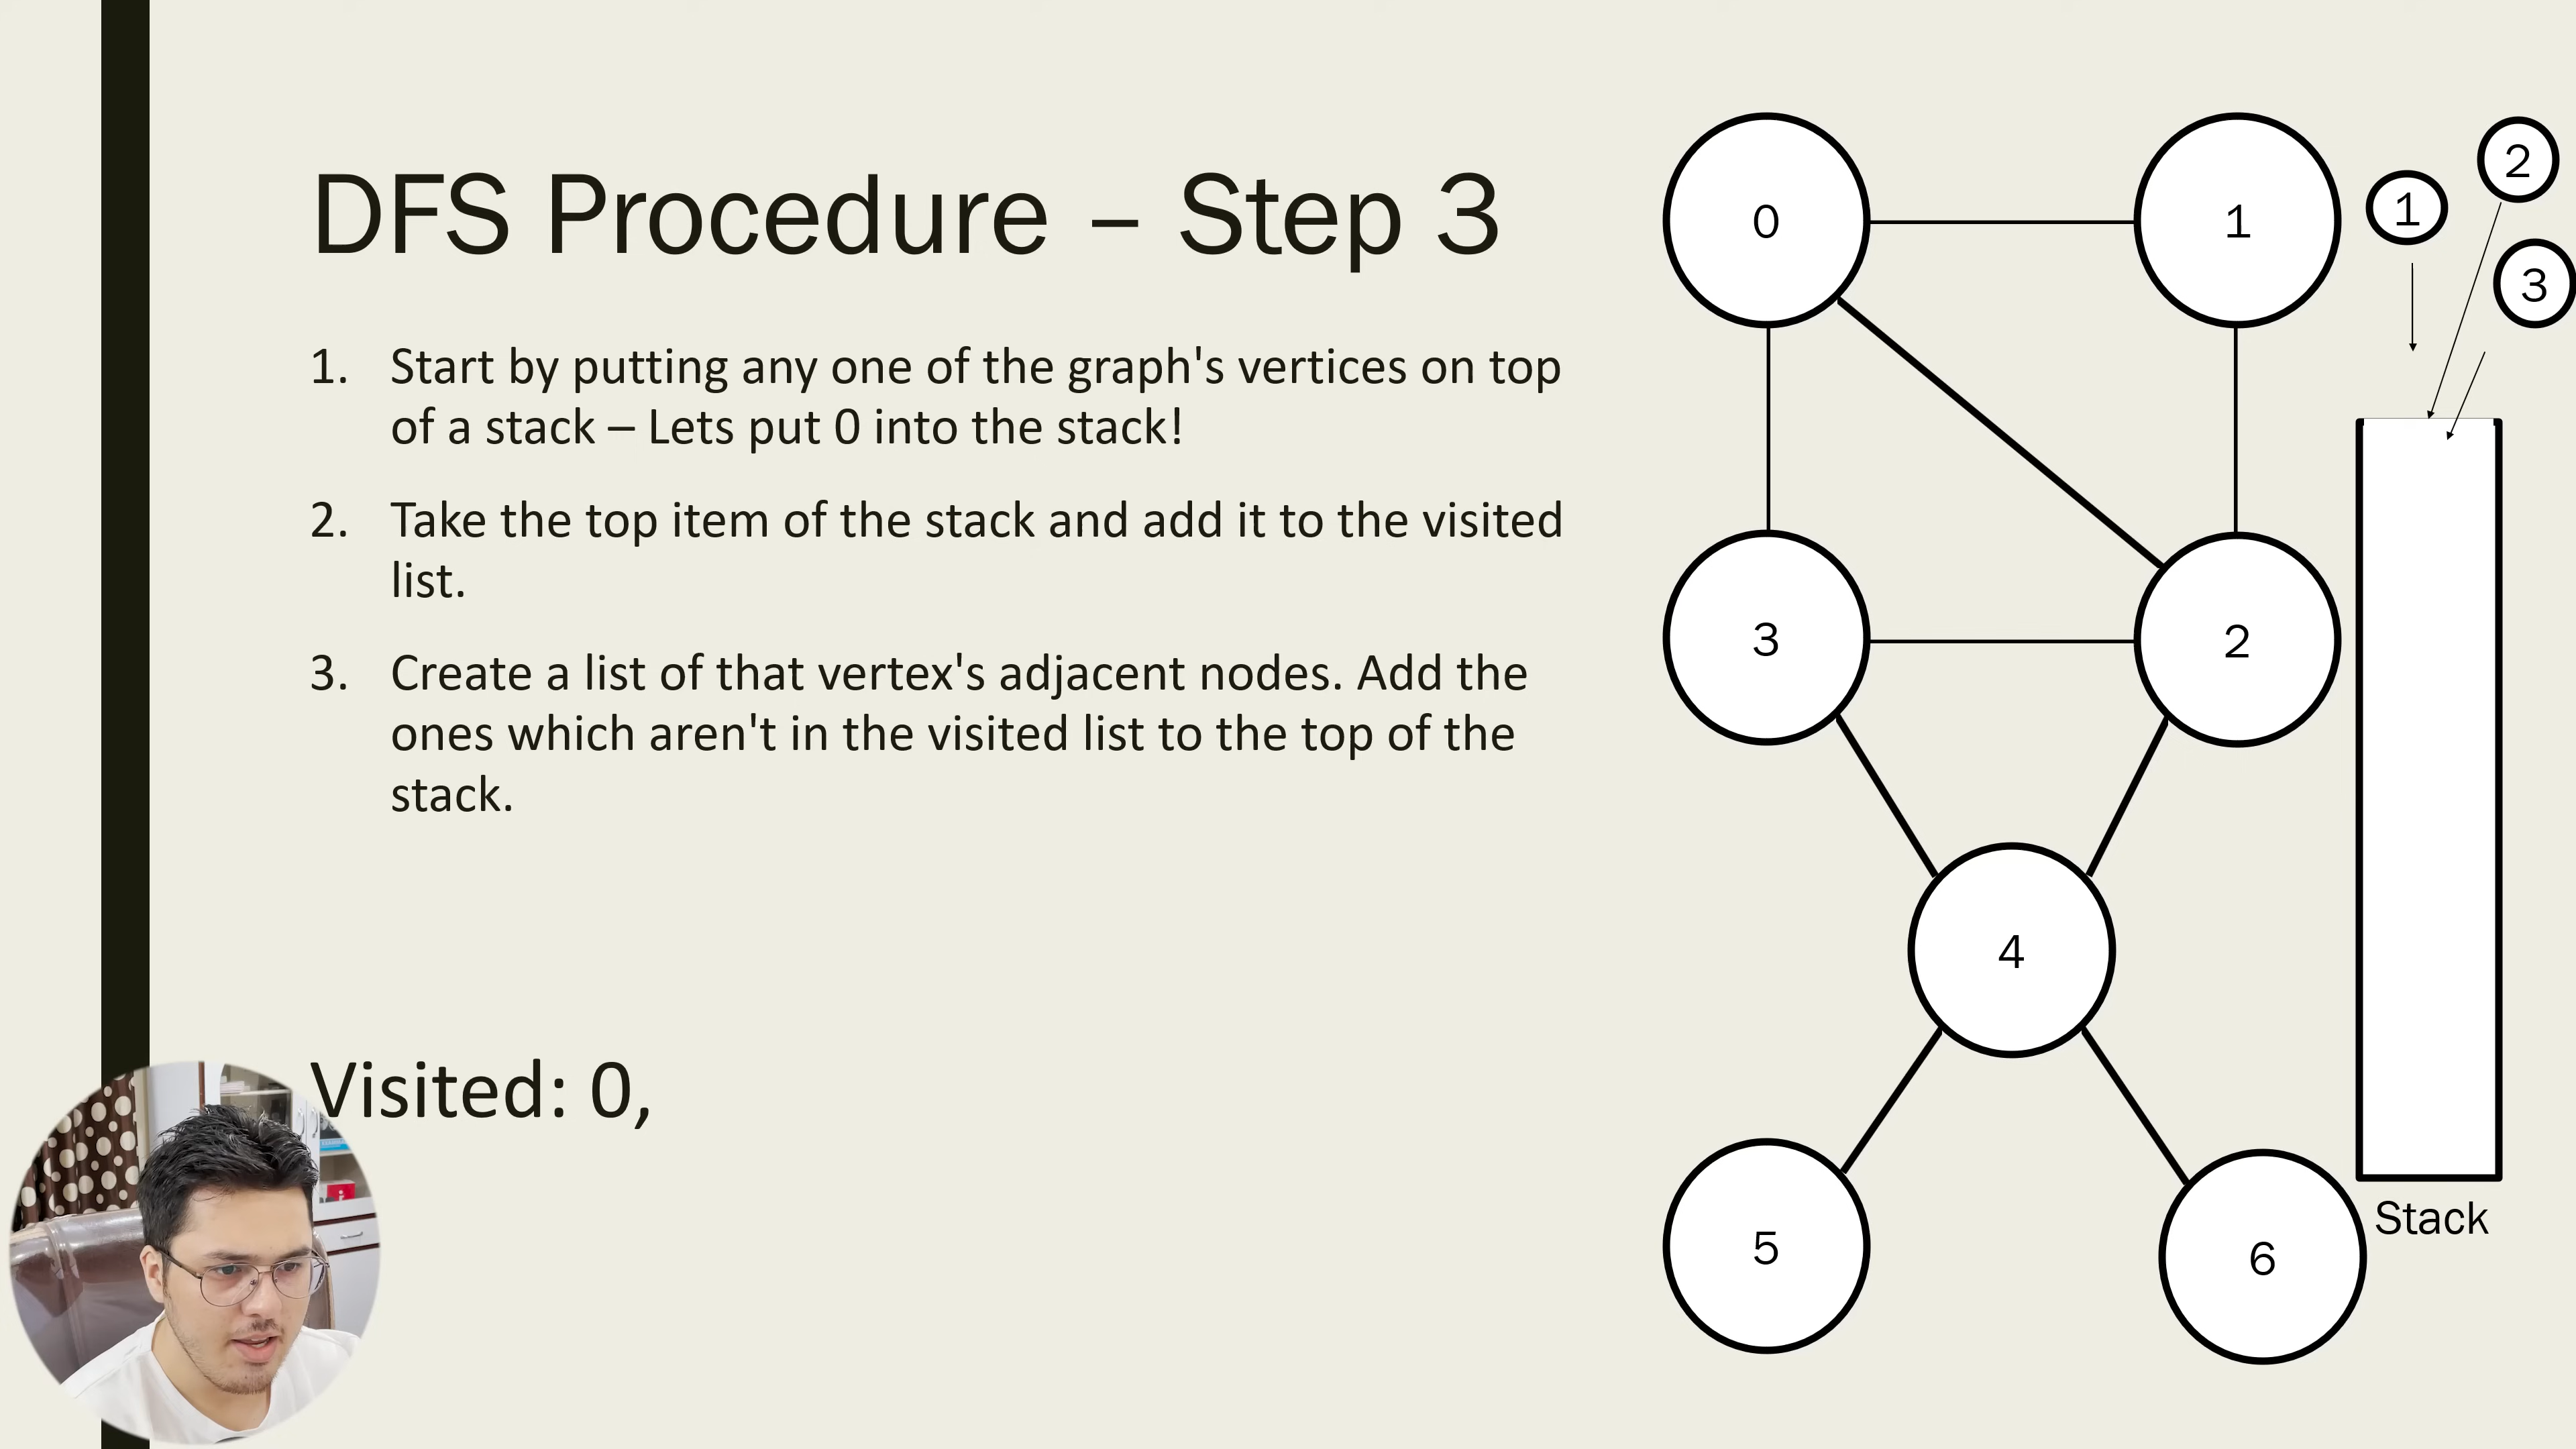 DFS Procedure – Step 3
1. Start by putting any one of the graph's vertices on top
of a stack – Lets put 0 into the stack!
2. Take the top item of the stack and add it to the visited
list.
3. Create a list of that vertex's adjacent nodes. Add the
ones which aren't in the visited list to the top of the
stack.
Visited: 0,
0
1
3
2
4
5
6
1
2
3
Stack